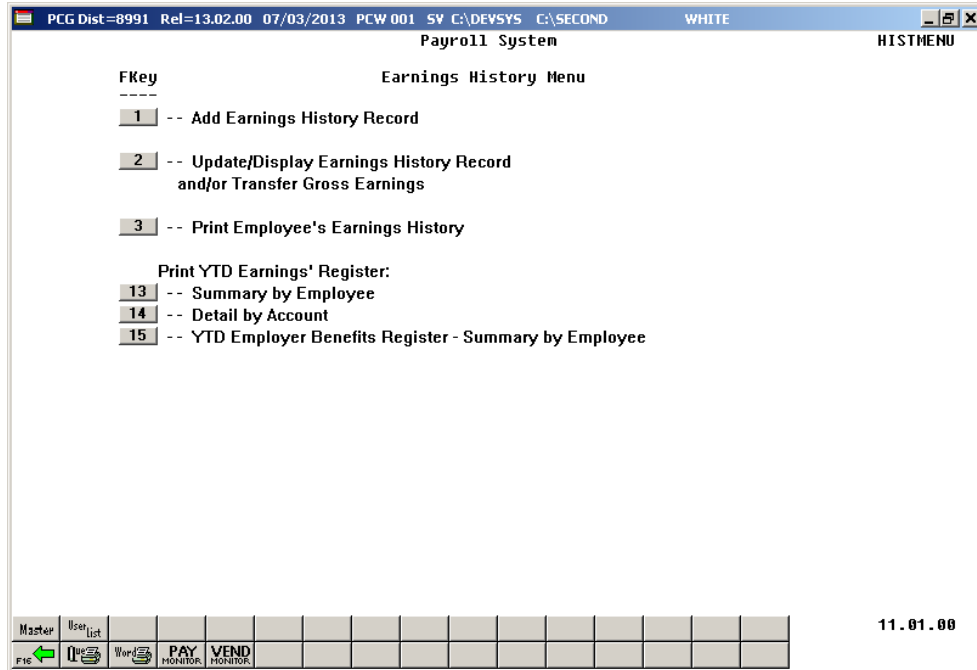 PCG Dist=8991 Rel=13.02.00 07/03/2013 PCW 001 SV C:\DEVSYS C:\SECOND WHITE
Payroll System HISTMENU
FKey Earnings History Menu
----
1 -- Add Earnings History Record
2 -- Update/Display Earnings History Record
and/or Transfer Gross Earnings
3 -- Print Employee's Earnings History
Print YTD Earnings' Register:
13 -- Summary by Employee
14 -- Detail by Account
15 -- YTD Employer Benefits Register - Summary by Employee
Master User List 11.01.00
F16 Que Word PAY MONITOR VEND MONITOR